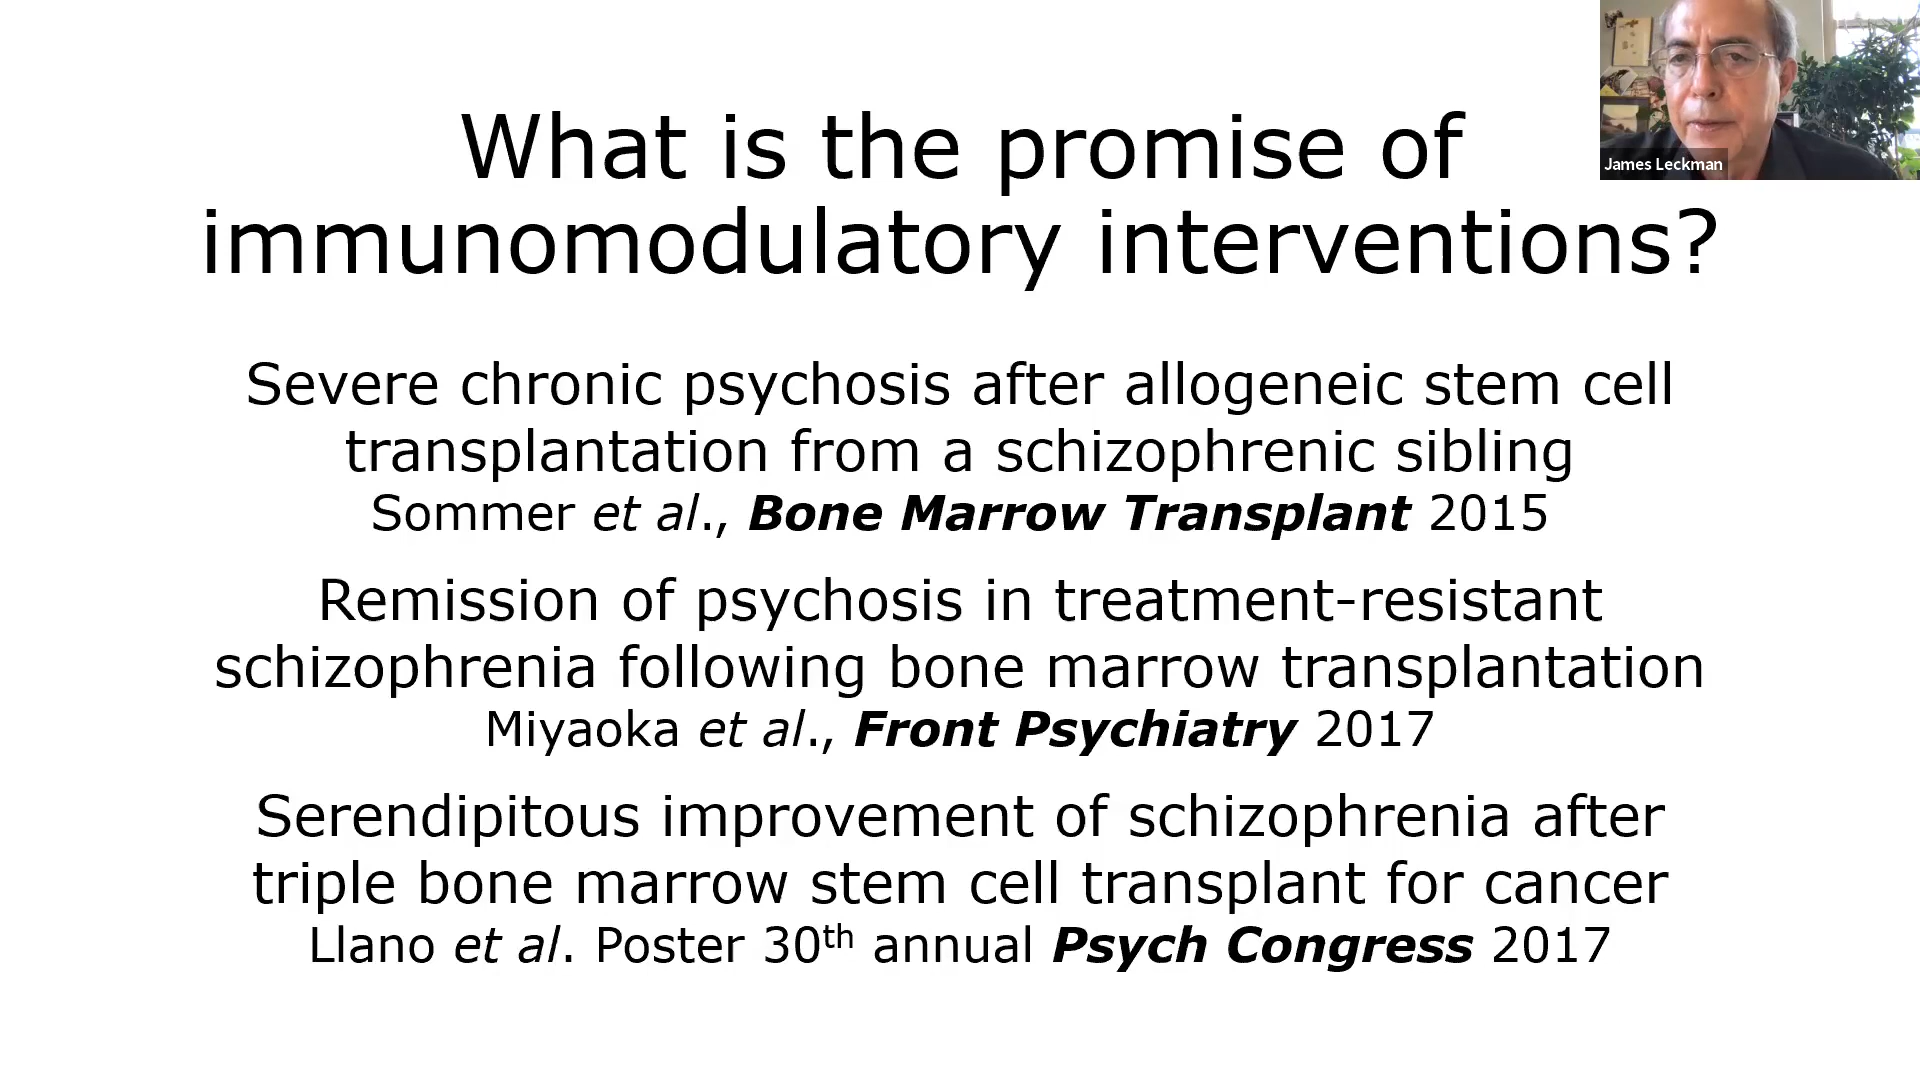 What is the promise of
immunomodulatory interventions?
James Leckman
Severe chronic psychosis after allogeneic stem cell
transplantation from a schizophrenic sibling
Sommer et al., Bone Marrow Transplant 2015
Remission of psychosis in treatment-resistant
schizophrenia following bone marrow transplantation
Miyaoka et al., Front Psychiatry 2017
Serendipitous improvement of schizophrenia after
triple bone marrow stem cell transplant for cancer
Llano et al. Poster 30th annual Psych Congress 2017